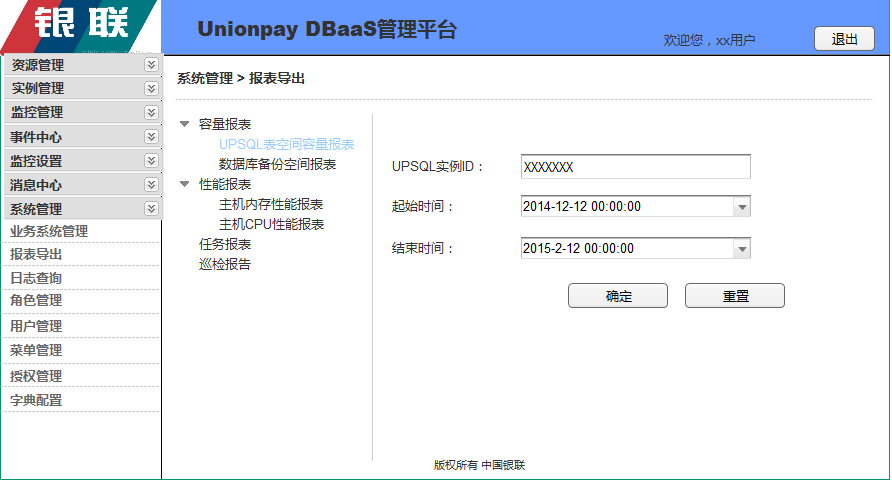 银联
Unionpay DBaaS管理平台
欢迎您，xx用户
退出
资源管理
实例管理
监控管理
事件中心
监控设置
消息中心
系统管理
业务系统管理
报表导出
日志查询
角色管理
用户管理
菜单管理
授权管理
字典配置
系统管理 > 报表导出
容量报表
UPSQL表空间容量报表
数据库备份空间报表
性能报表
主机内存性能报表
主机CPU性能报表
任务报表
巡检报告
UPSQL实例ID：
XXXXXXX
起始时间：
2014-12-12 00:00:00
结束时间：
2015-2-12 00:00:00
确定
重置
版权所有 中国银联